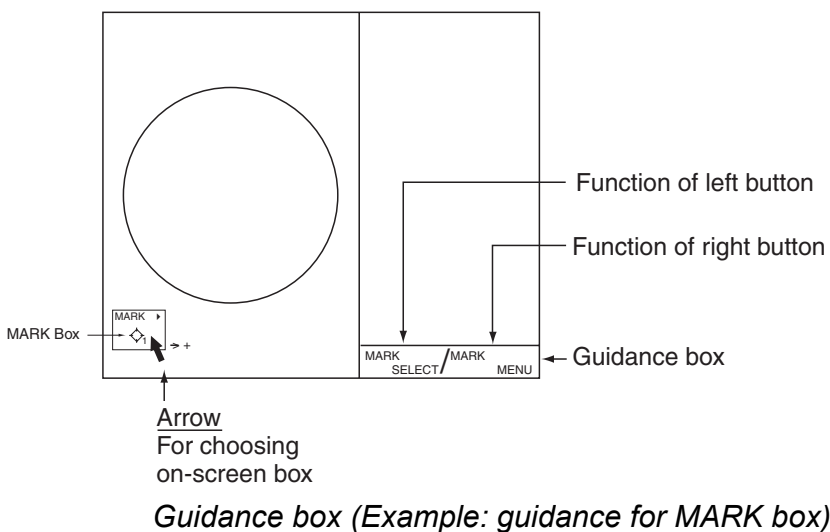 Function of left button
Function of right button
MARK
1
MARK Box
> +
MARK
SELECT / MARK
MENU
Guidance box
Arrow
For choosing
on-screen box
Guidance box (Example: guidance for MARK box)